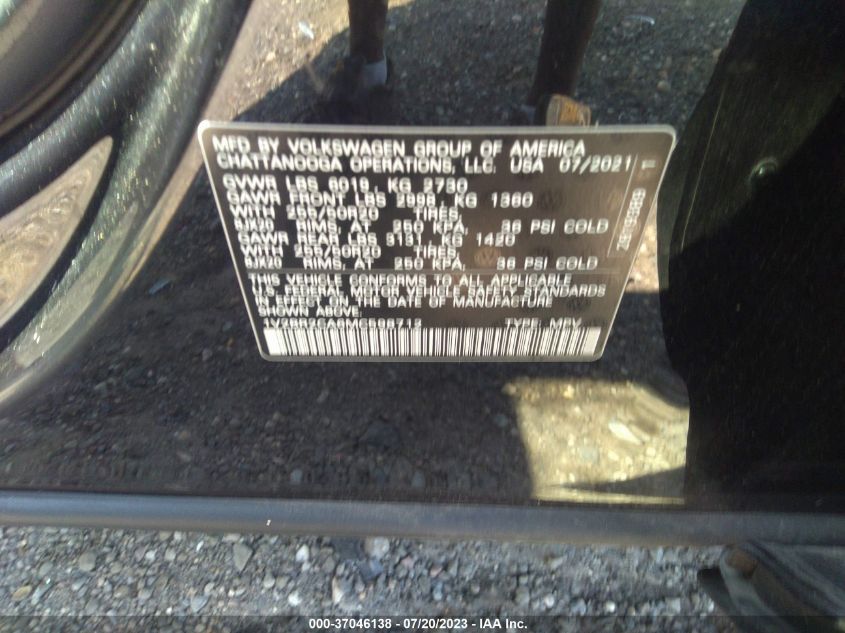 MFD BY VOLKSWAGEN GROUP OF AMERICA
CHATTANOOGA OPERATIONS, LLC. USA 07/2021
GVWR LBS 6019, KG 2730
GAWR FRONT LBS 2998, KG 1360
WITH 255/50R20 TIRES,
8JX20 RIMS, AT 250 KPA, 36 PSI COLD
GAWR REAR LBS 3131, KG 1420
WITH 255/50R20 TIRES,
8JX20 RIMS, AT 250 KPA, 36 PSI COLD
THIS VEHICLE CONFORMS TO ALL APPLICABLE
U.S. FEDERAL MOTOR VEHICLE SAFETY STANDARDS
IN EFFECT ON THE DATE OF MANUFACTURE
SHOWN ABOVE:
TYPE: MPV
000-37046138 - 07/20/2023 - IAA Inc.